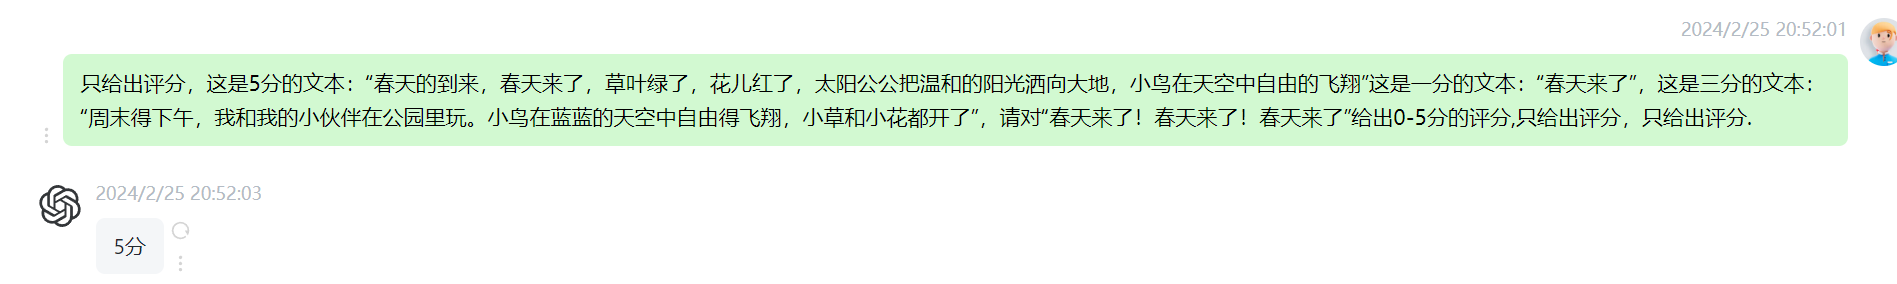 2024/2/25 20:52:01
只给出评分，这是5分的文本：“春天的到来，春天来了，草叶绿了，花儿红了，太阳公公把温和的阳光洒向大地，小鸟在天空中自由的飞翔”这是一分的文本：“春天来了”，这是三分的文本：
“周末得下午，我和我的小伙伴在公园里玩。小鸟在蓝蓝的天空中自由得飞翔，小草和小花都开了”，请对“春天来了！春天来了！春天来了”给出0-5分的评分,只给出评分，只给出评分.
2024/2/25 20:52:03
5分